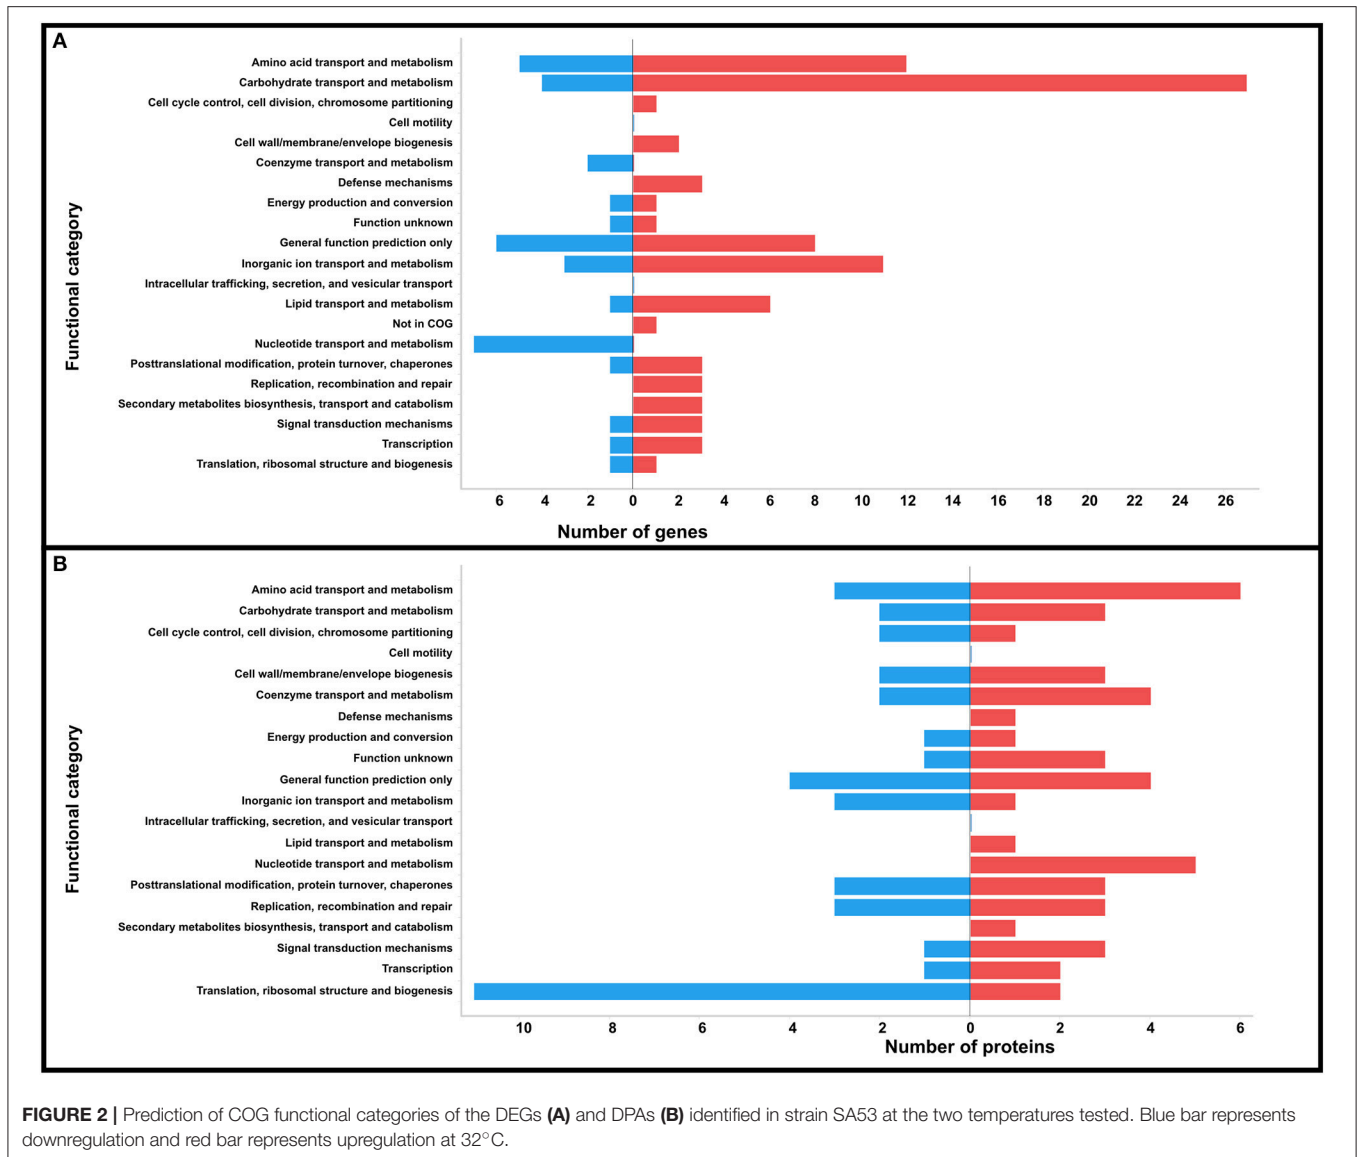 A
Functional category
Amino acid transport and metabolism
Carbohydrate transport and metabolism
Cell cycle control, cell division, chromosome partitioning
Cell motility
Cell wall/membrane/envelope biogenesis
Coenzyme transport and metabolism
Defense mechanisms
Energy production and conversion
Function unknown
General function prediction only
Inorganic ion transport and metabolism
Intracellular trafficking, secretion, and vesicular transport
Lipid transport and metabolism
Not in COG
Nucleotide transport and metabolism
Posttranslational modification, protein turnover, chaperones
Replication, recombination and repair
Secondary metabolites biosynthesis, transport and catabolism
Signal transduction mechanisms
Transcription
Translation, ribosomal structure and biogenesis
6 4 2 0 2 4 6 8 10 12 14 16 18 20 22 24 26
Number of genes
B
Functional category
Amino acid transport and metabolism
Carbohydrate transport and metabolism
Cell cycle control, cell division, chromosome partitioning
Cell motility
Cell wall/membrane/envelope biogenesis
Coenzyme transport and metabolism
Defense mechanisms
Energy production and conversion
Function unknown
General function prediction only
Inorganic ion transport and metabolism
Intracellular trafficking, secretion, and vesicular transport
Lipid transport and metabolism
Nucleotide transport and metabolism
Posttranslational modification, protein turnover, chaperones
Replication, recombination and repair
Secondary metabolites biosynthesis, transport and catabolism
Signal transduction mechanisms
Transcription
Translation, ribosomal structure and biogenesis
10 8 6 4 2 0 2 4 6
Number of proteins
FIGURE 2 | Prediction of COG functional categories of the DEGs (A) and DPAs (B) identified in strain SA53 at the two temperatures tested. Blue bar represents
downregulation and red bar represents upregulation at 32°C.